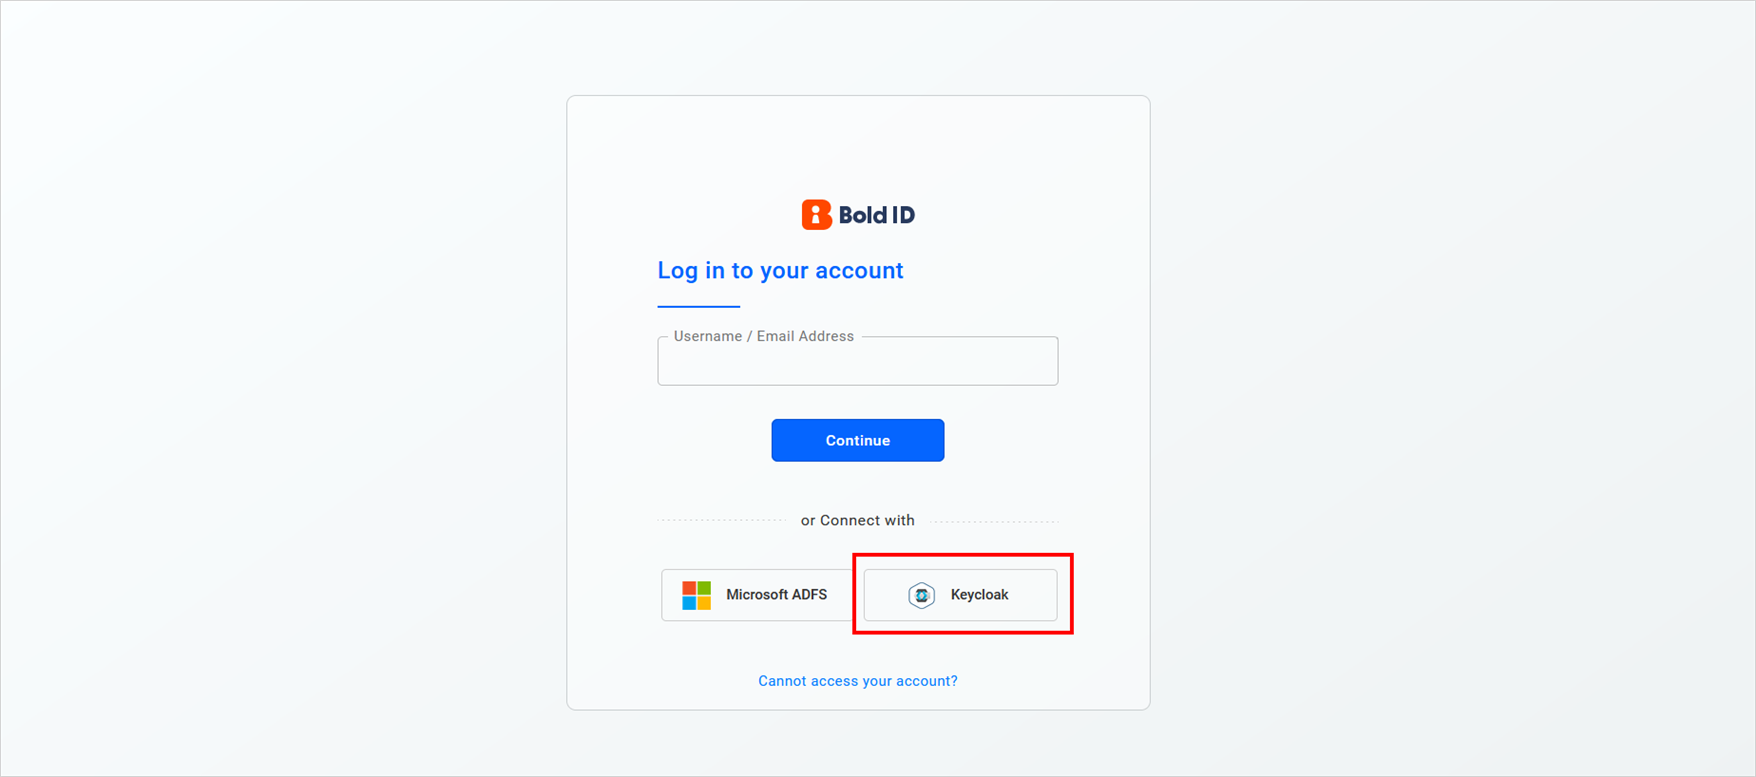 Bold ID
Log in to your account
Username / Email Address
Continue
or Connect with
Microsoft ADFS
Keycloak
Cannot access your account?